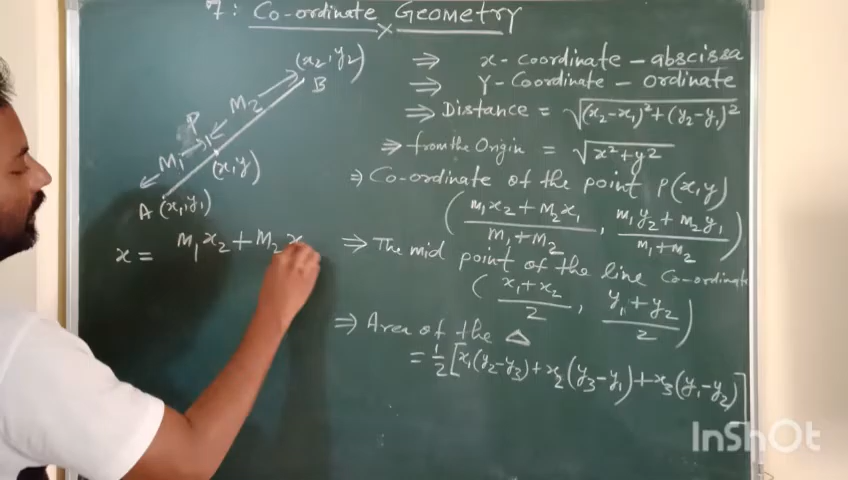 7: Co-ordinate Geometry
(x₂, y₂)
B
M₂
P
M₁
(x, y)
A (x₁, y₁)
x = M₁x₂ + M₂x
⇒ x-coordinate - abscissa
⇒ Y-Coordinate - ordinate
⇒ Distance = √(x₂-x₁)² + (y₂-y₁)²
⇒ from the Origin = √x² + y²
⇒ Co-ordinate of the point P(x, y)
(m₁x₂ + M₂x₁ / m₁ + M₂ , m₁y₂ + m₂y₁ / m₁ + m₂)
⇒ The mid point of the line Co-ordinate
(x₁ + x₂ / 2 , y₁ + y₂ / 2)
⇒ Area of the △
= 1/2 [x₁(y₂-y₃) + x₂(y₃-y₁) + x₃(y₁-y₂)]
InShOt